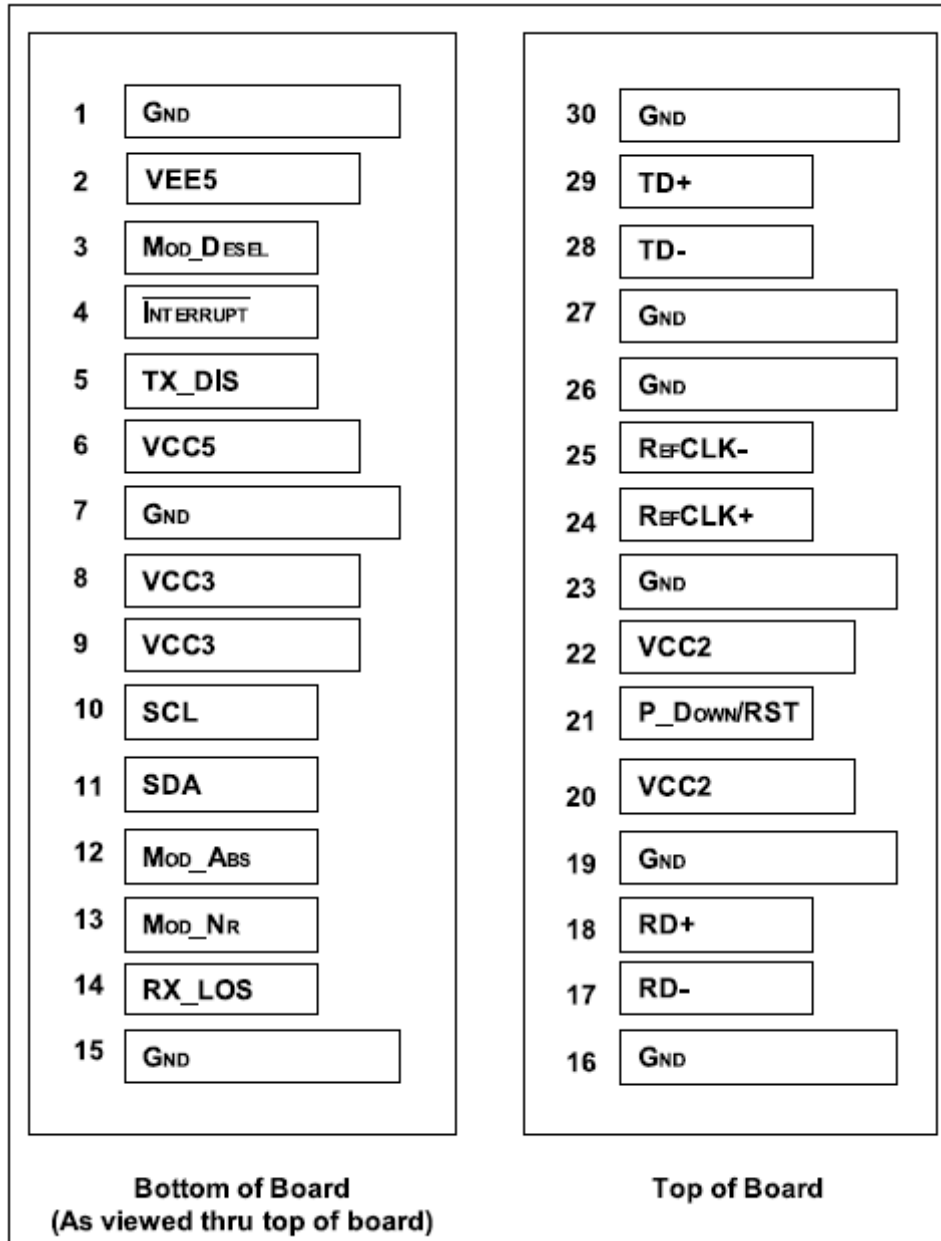 1 GND
2 VEE5
3 MOD_DESEL
4 INTERRUPT
5 TX_DIS
6 VCC5
7 GND
8 VCC3
9 VCC3
10 SCL
11 SDA
12 MOD_ABS
13 MOD_NR
14 RX_LOS
15 GND
Bottom of Board
(As viewed thru top of board)
30 GND
29 TD+
28 TD-
27 GND
26 GND
25 REFCLK-
24 REFCLK+
23 GND
22 VCC2
21 P_DOWN/RST
20 VCC2
19 GND
18 RD+
17 RD-
16 GND
Top of Board